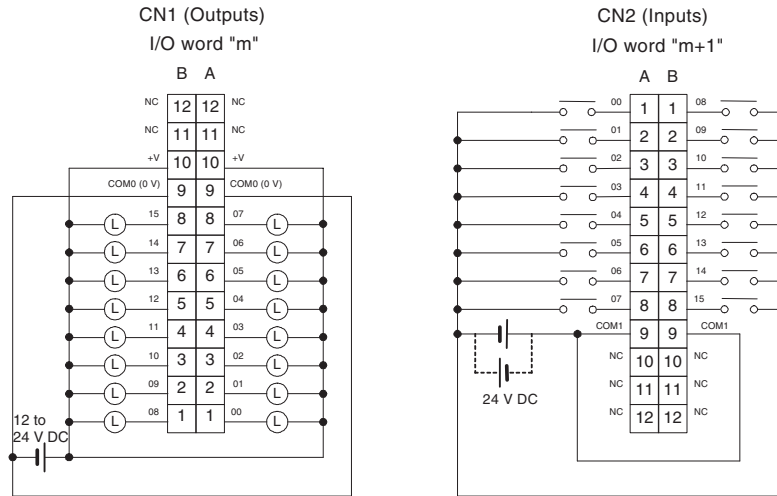 CN1 (Outputs)
I/O word "m"
B A
NC 12 12 NC
NC 11 11 NC
+V 10 10 +V
COM0 (0 V) 9 9 COM0 (0 V)
L 15 8 8 07 L
L 14 7 7 06 L
L 13 6 6 05 L
L 12 5 5 04 L
L 11 4 4 03 L
L 10 3 3 02 L
L 09 2 2 01 L
L 08 1 1 00 L
12 to
24 V DC
CN2 (Inputs)
I/O word "m+1"
A B
00 1 1 08
01 2 2 09
02 3 3 10
03 4 4 11
04 5 5 12
05 6 6 13
06 7 7 14
07 8 8 15
COM1 9 9 COM1
NC 10 10 NC
NC 11 11 NC
NC 12 12 NC
24 V DC